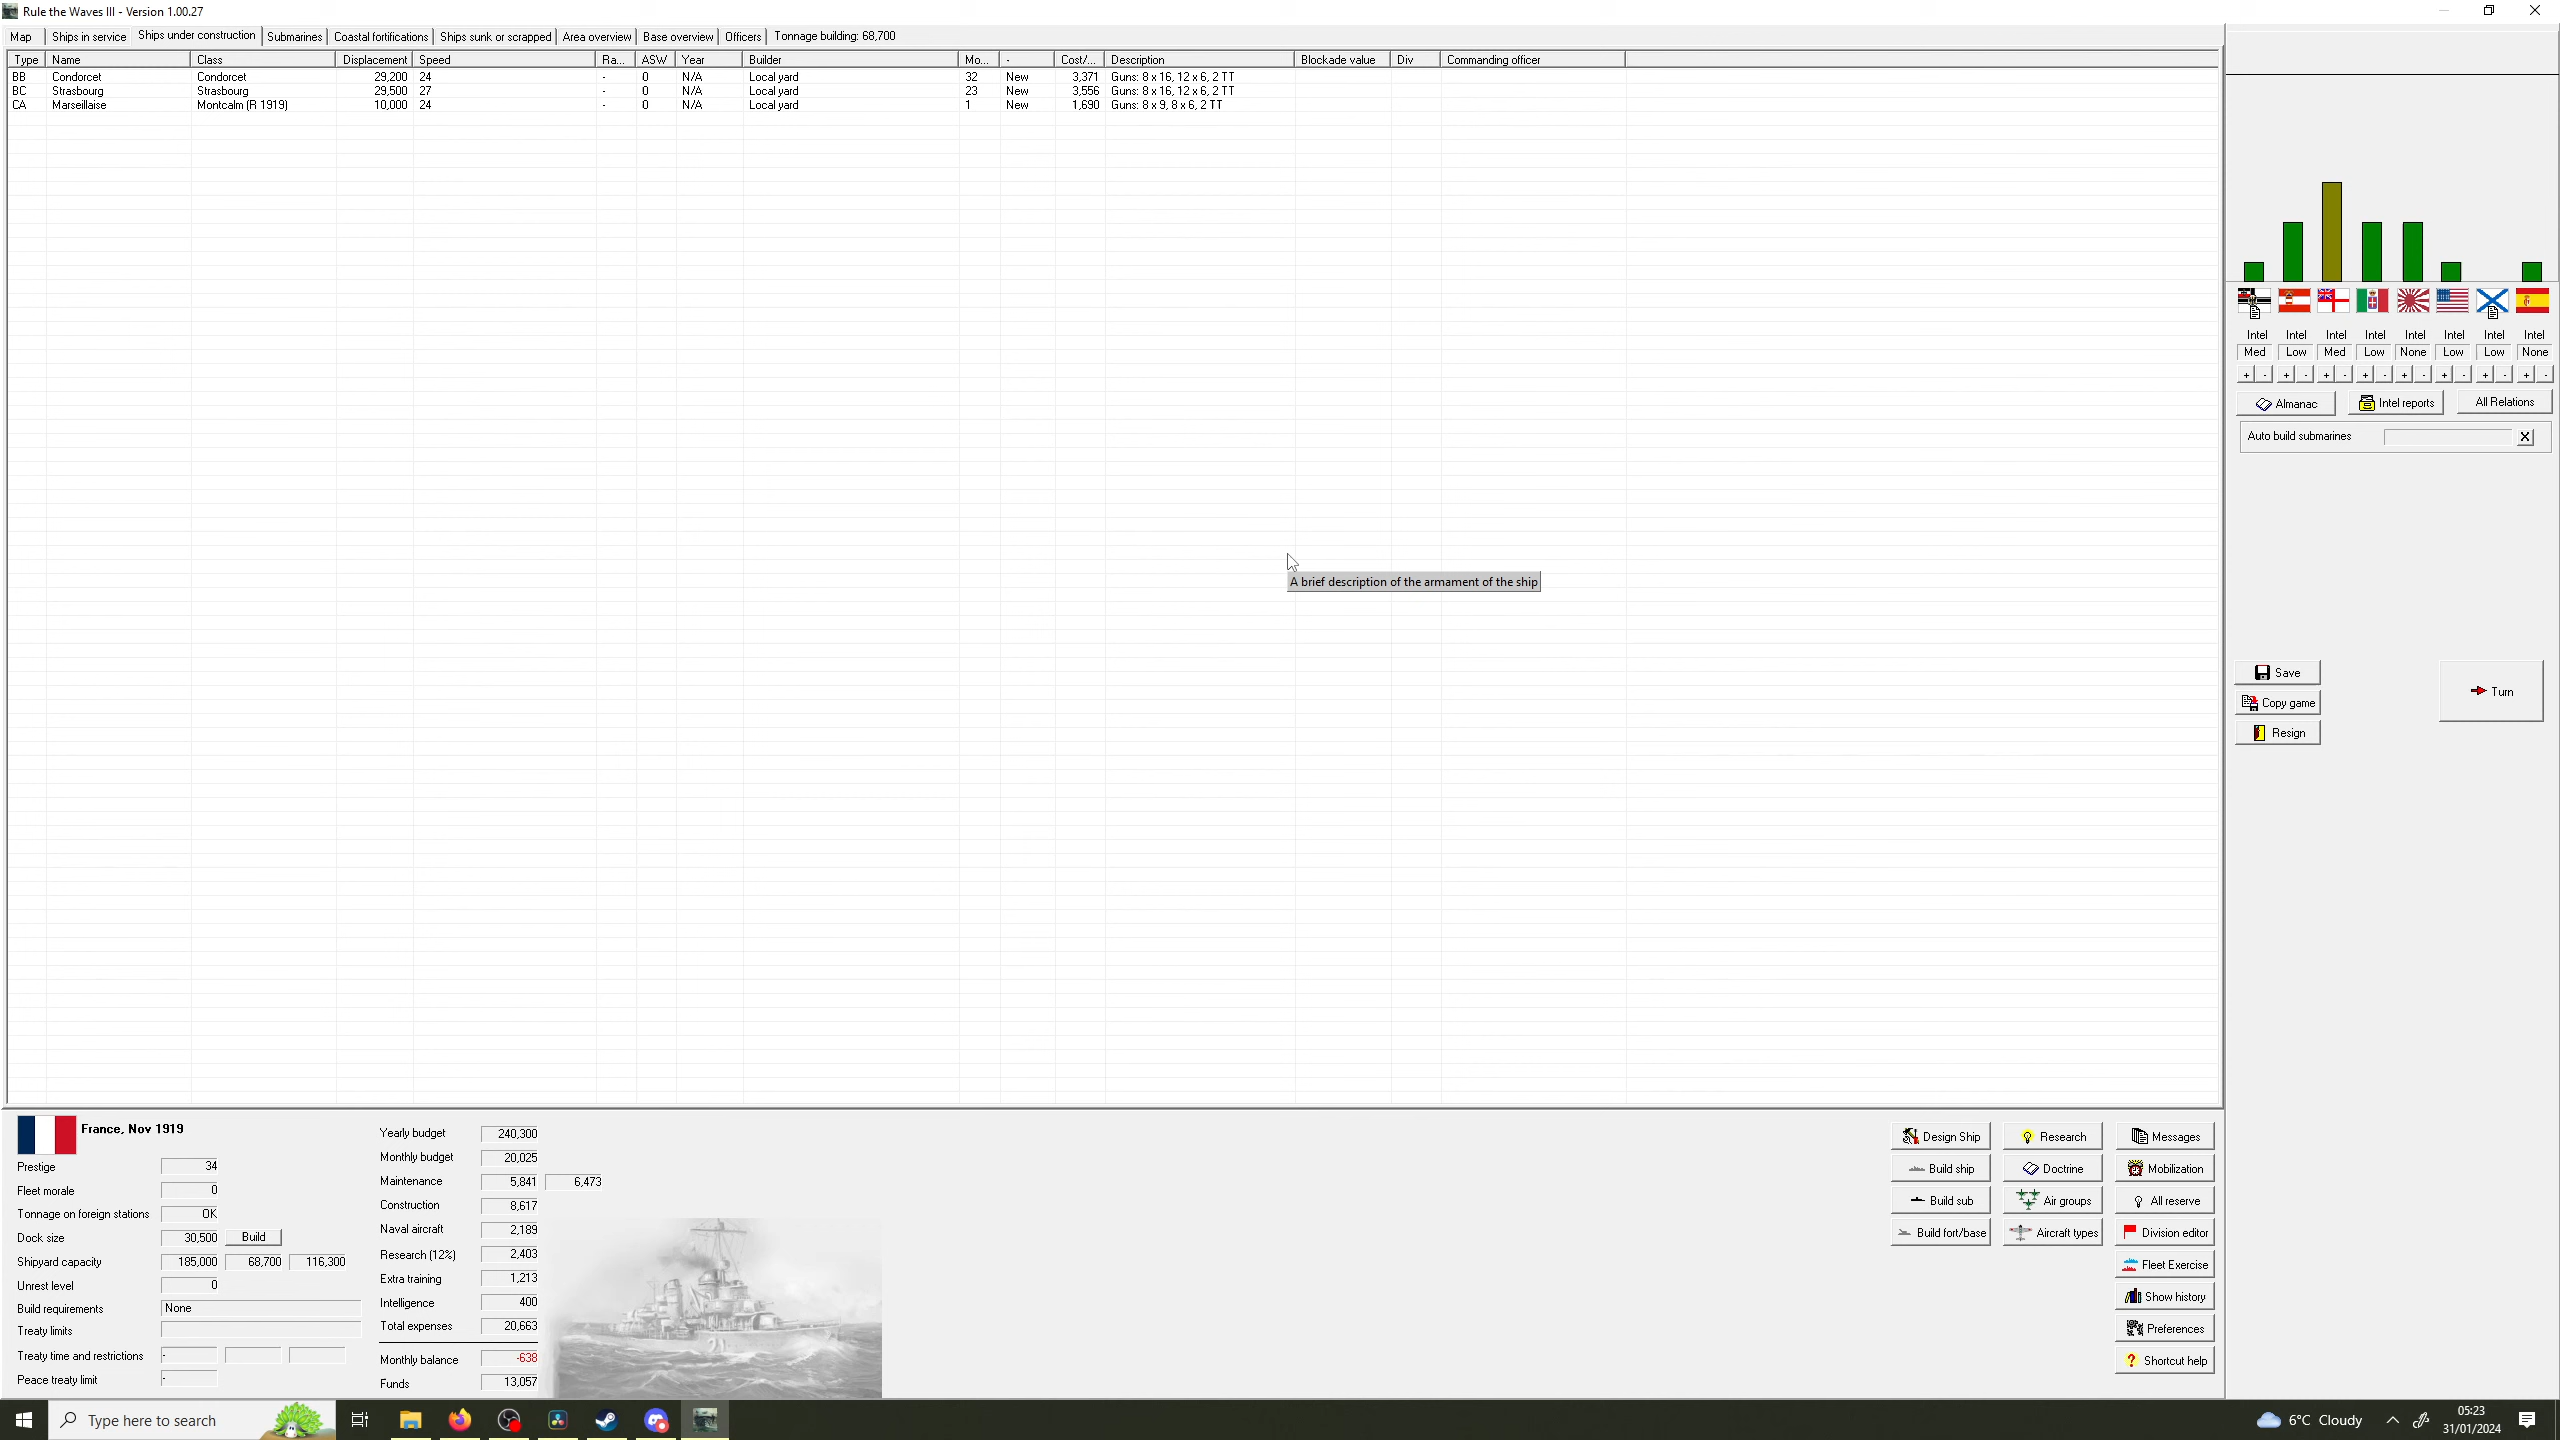 Rule the Waves III - Version 1.00.27
Map Ships in service Ships under construction Submarines Coastal fortifications Ships sunk or scrapped Area overview Base overview Officers Tonnage building: 68,700
Type Name Class Displacement Speed Ra... ASW Year Builder Mo... - Cost/... Description Blockade value Div Commanding officer
BB Condorcet Condorcet 29,200 24 - 0 N/A Local yard 32 New 3,371 Guns: 8 x 16, 12 x 6, 2 TT
BC Strasbourg Strasbourg 29,500 27 - 0 N/A Local yard 23 New 3,556 Guns: 8 x 16, 12 x 6, 2 TT
CA Marseillaise Montcalm (R 1919) 10,000 24 - 0 N/A Local yard 1 New 1,690 Guns: 8 x 9, 8 x 6, 2 TT
A brief description of the armament of the ship
Intel Intel Intel Intel Intel Intel Intel Intel
Med Low Med Low None Low Low None
+ - + - + - + - + - + - + - + -
Almanac Intel reports All Relations
Auto build submarines X
Save
Copy game
Resign
Turn
France, Nov 1919
Prestige 34
Fleet morale 0
Tonnage on foreign stations OK
Dock size 30,500 Build
Shipyard capacity 185,000 68,700 116,300
Unrest level 0
Build requirements None
Treaty limits
Treaty time and restrictions -
Peace treaty limit -
Yearly budget 240,300
Monthly budget 20,025
Maintenance 5,841 6,473
Construction 8,617
Naval aircraft 2,189
Research (12%) 2,403
Extra training 1,213
Intelligence 400
Total expenses 20,663
Monthly balance -638
Funds 13,057
Design Ship Research Messages
Build ship Doctrine Mobilization
Build sub Air groups All reserve
Build fort/base Aircraft types Division editor
Fleet Exercise
Show history
Preferences
Shortcut help
Type here to search
6°C Cloudy
05:23
31/01/2024